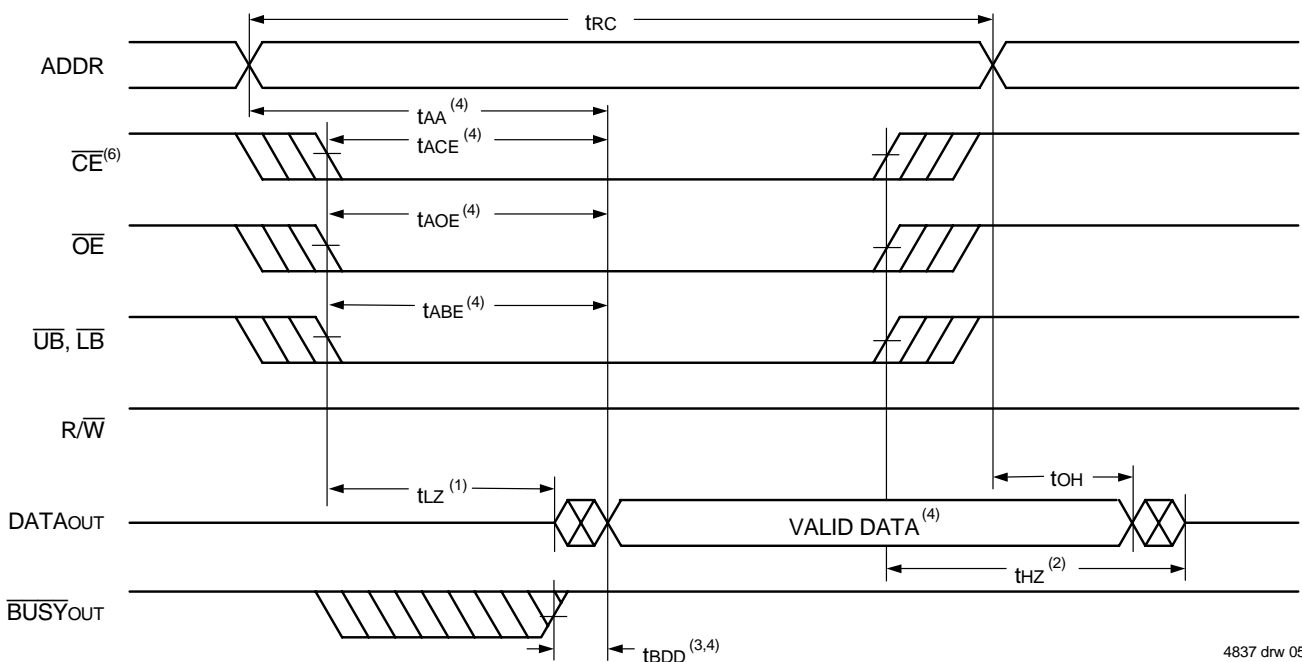 tRC
ADDR
tAA (4)
tACE (4)
CE(6)
tAOE (4)
OE
tABE (4)
UB, LB
R/W
tLZ (1)
tOH
DATAOUT
VALID DATA(4)
tHZ (2)
BUSYOUT
tBDD (3,4)
4837 drw 05